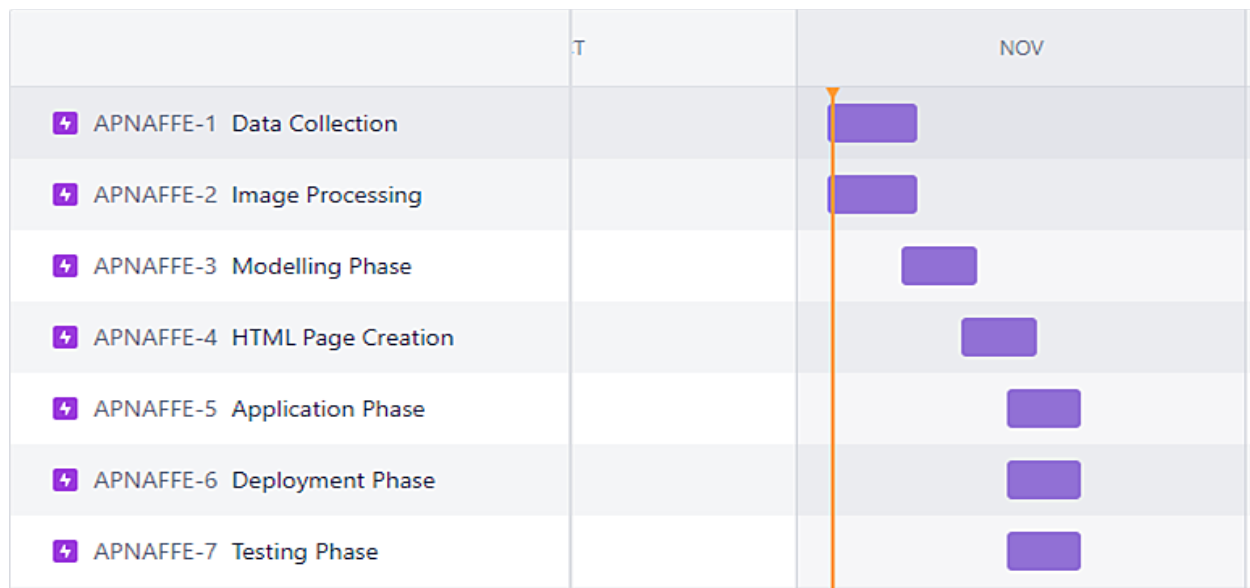 NOV
APNAFFE-1 Data Collection
APNAFFE-2 Image Processing
APNAFFE-3 Modelling Phase
APNAFFE-4 HTML Page Creation
APNAFFE-5 Application Phase
APNAFFE-6 Deployment Phase
APNAFFE-7 Testing Phase